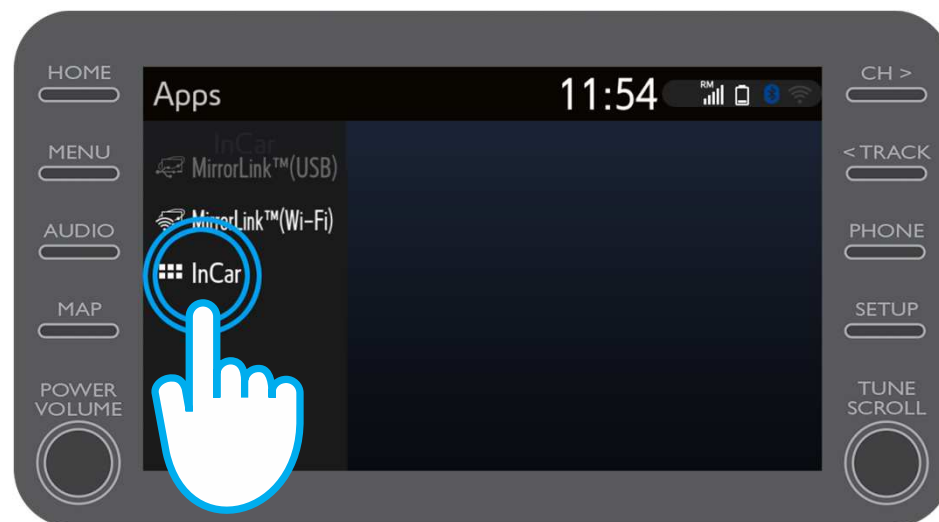 HOME
MENU
AUDIO
MAP
POWER
VOLUME
Apps 11:54 RM
InCar
MirrorLink™(USB)
MirrorLink™(Wi-Fi)
InCar
CH >
< TRACK
PHONE
SETUP
TUNE
SCROLL